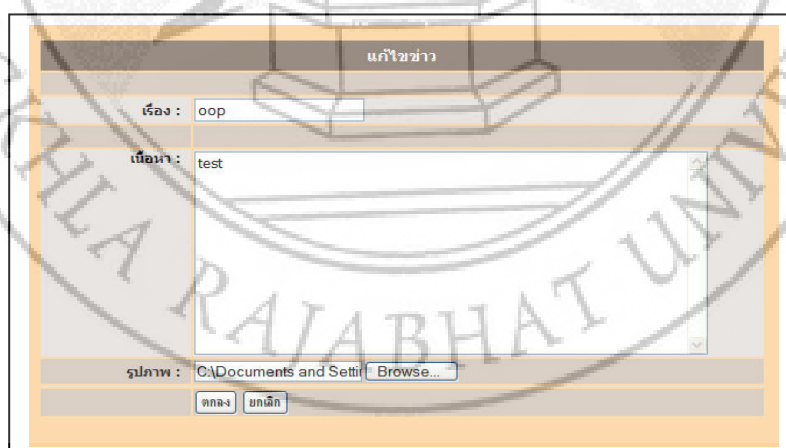 แก้ไขข่าว
เรื่อง : oop
เนื้อหา : test
รูปภาพ : C:\Documents and Settir Browse...
ตกลง ยกเลิก
RAJABHAT